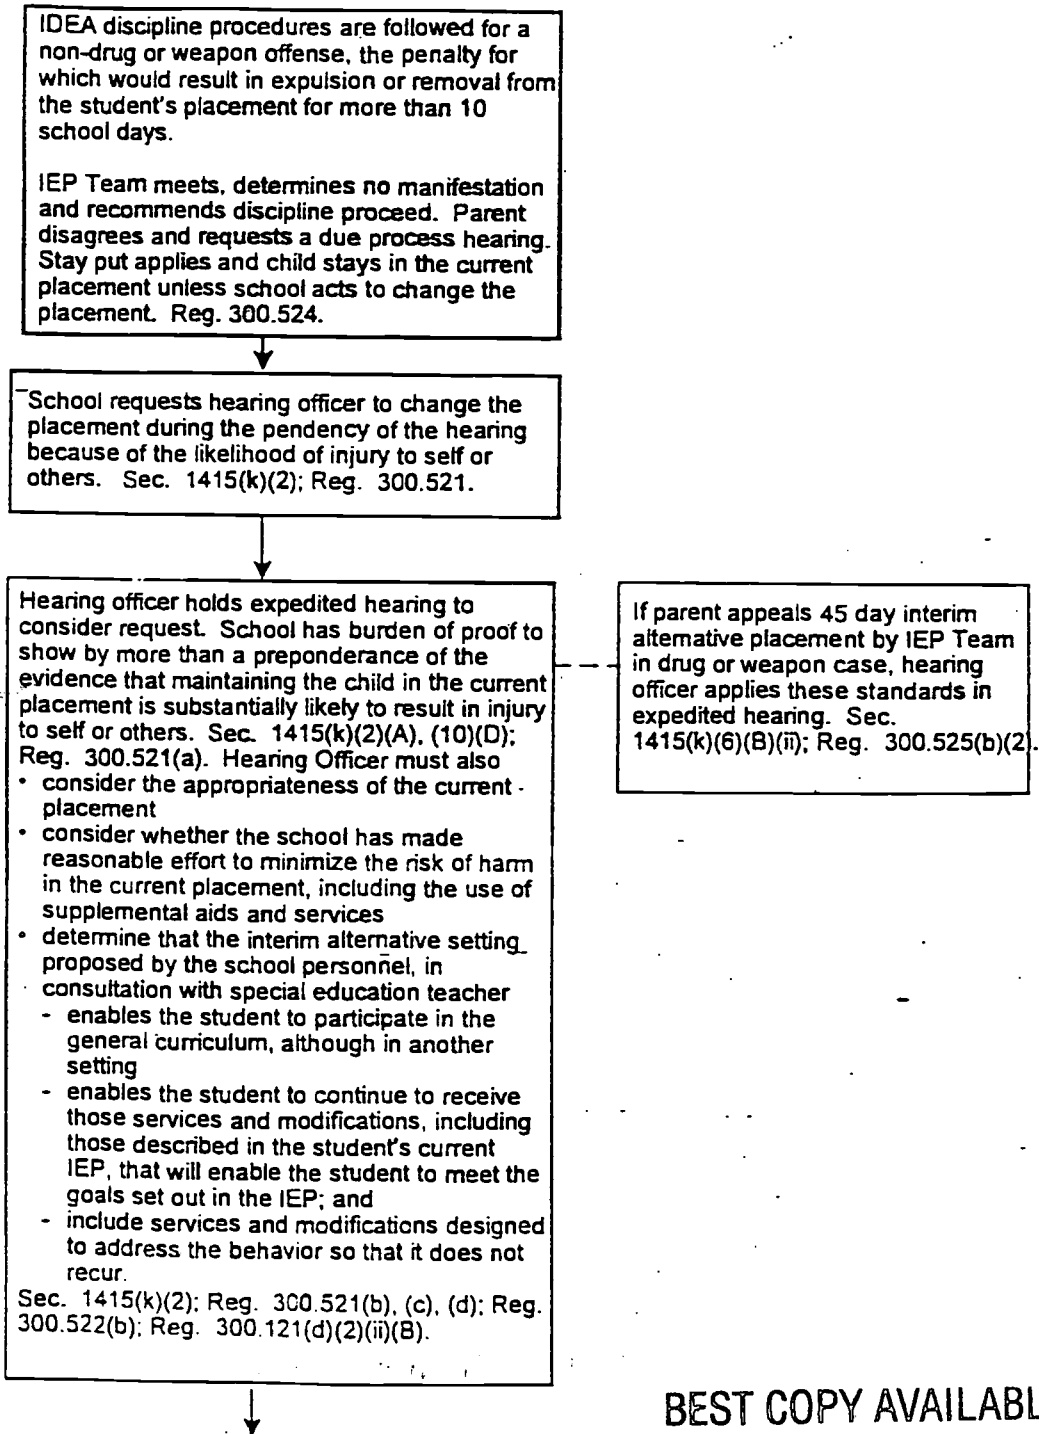 IDEA discipline procedures are followed for a
non-drug or weapon offense, the penalty for
which would result in expulsion or removal from
the student's placement for more than 10
school days.
IEP Team meets, determines no manifestation
and recommends discipline proceed. Parent
disagrees and requests a due process hearing.
Stay put applies and child stays in the current
placement unless school acts to change the
placement. Reg. 300.524.
School requests hearing officer to change the
placement during the pendency of the hearing
because of the likelihood of injury to self or
others. Sec. 1415(k)(2); Reg. 300.521.
Hearing officer holds expedited hearing to
consider request. School has burden of proof to
show by more than a preponderance of the
evidence that maintaining the child in the current
placement is substantially likely to result in injury
to self or others. Sec. 1415(k)(2)(A), (10)(D);
Reg. 300.521(a). Hearing Officer must also
• consider the appropriateness of the current
placement
• consider whether the school has made
reasonable effort to minimize the risk of harm
in the current placement, including the use of
supplemental aids and services
• determine that the interim alternative setting
proposed by the school personnel, in
consultation with special education teacher
- enables the student to participate in the
general curriculum, although in another
setting
- enables the student to continue to receive
those services and modifications, including
those described in the student's current
IEP, that will enable the student to meet the
goals set out in the IEP; and
- include services and modifications designed
to address the behavior so that it does not
recur.
Sec. 1415(k)(2); Reg. 300.521(b), (c), (d); Reg.
300.522(b); Reg. 300.121(d)(2)(ii)(B).
If parent appeals 45 day interim
alternative placement by IEP Team
in drug or weapon case, hearing
officer applies these standards in
expedited hearing. Sec.
1415(k)(6)(B)(ii); Reg. 300.525(b)(2).
BEST COPY AVAILABL